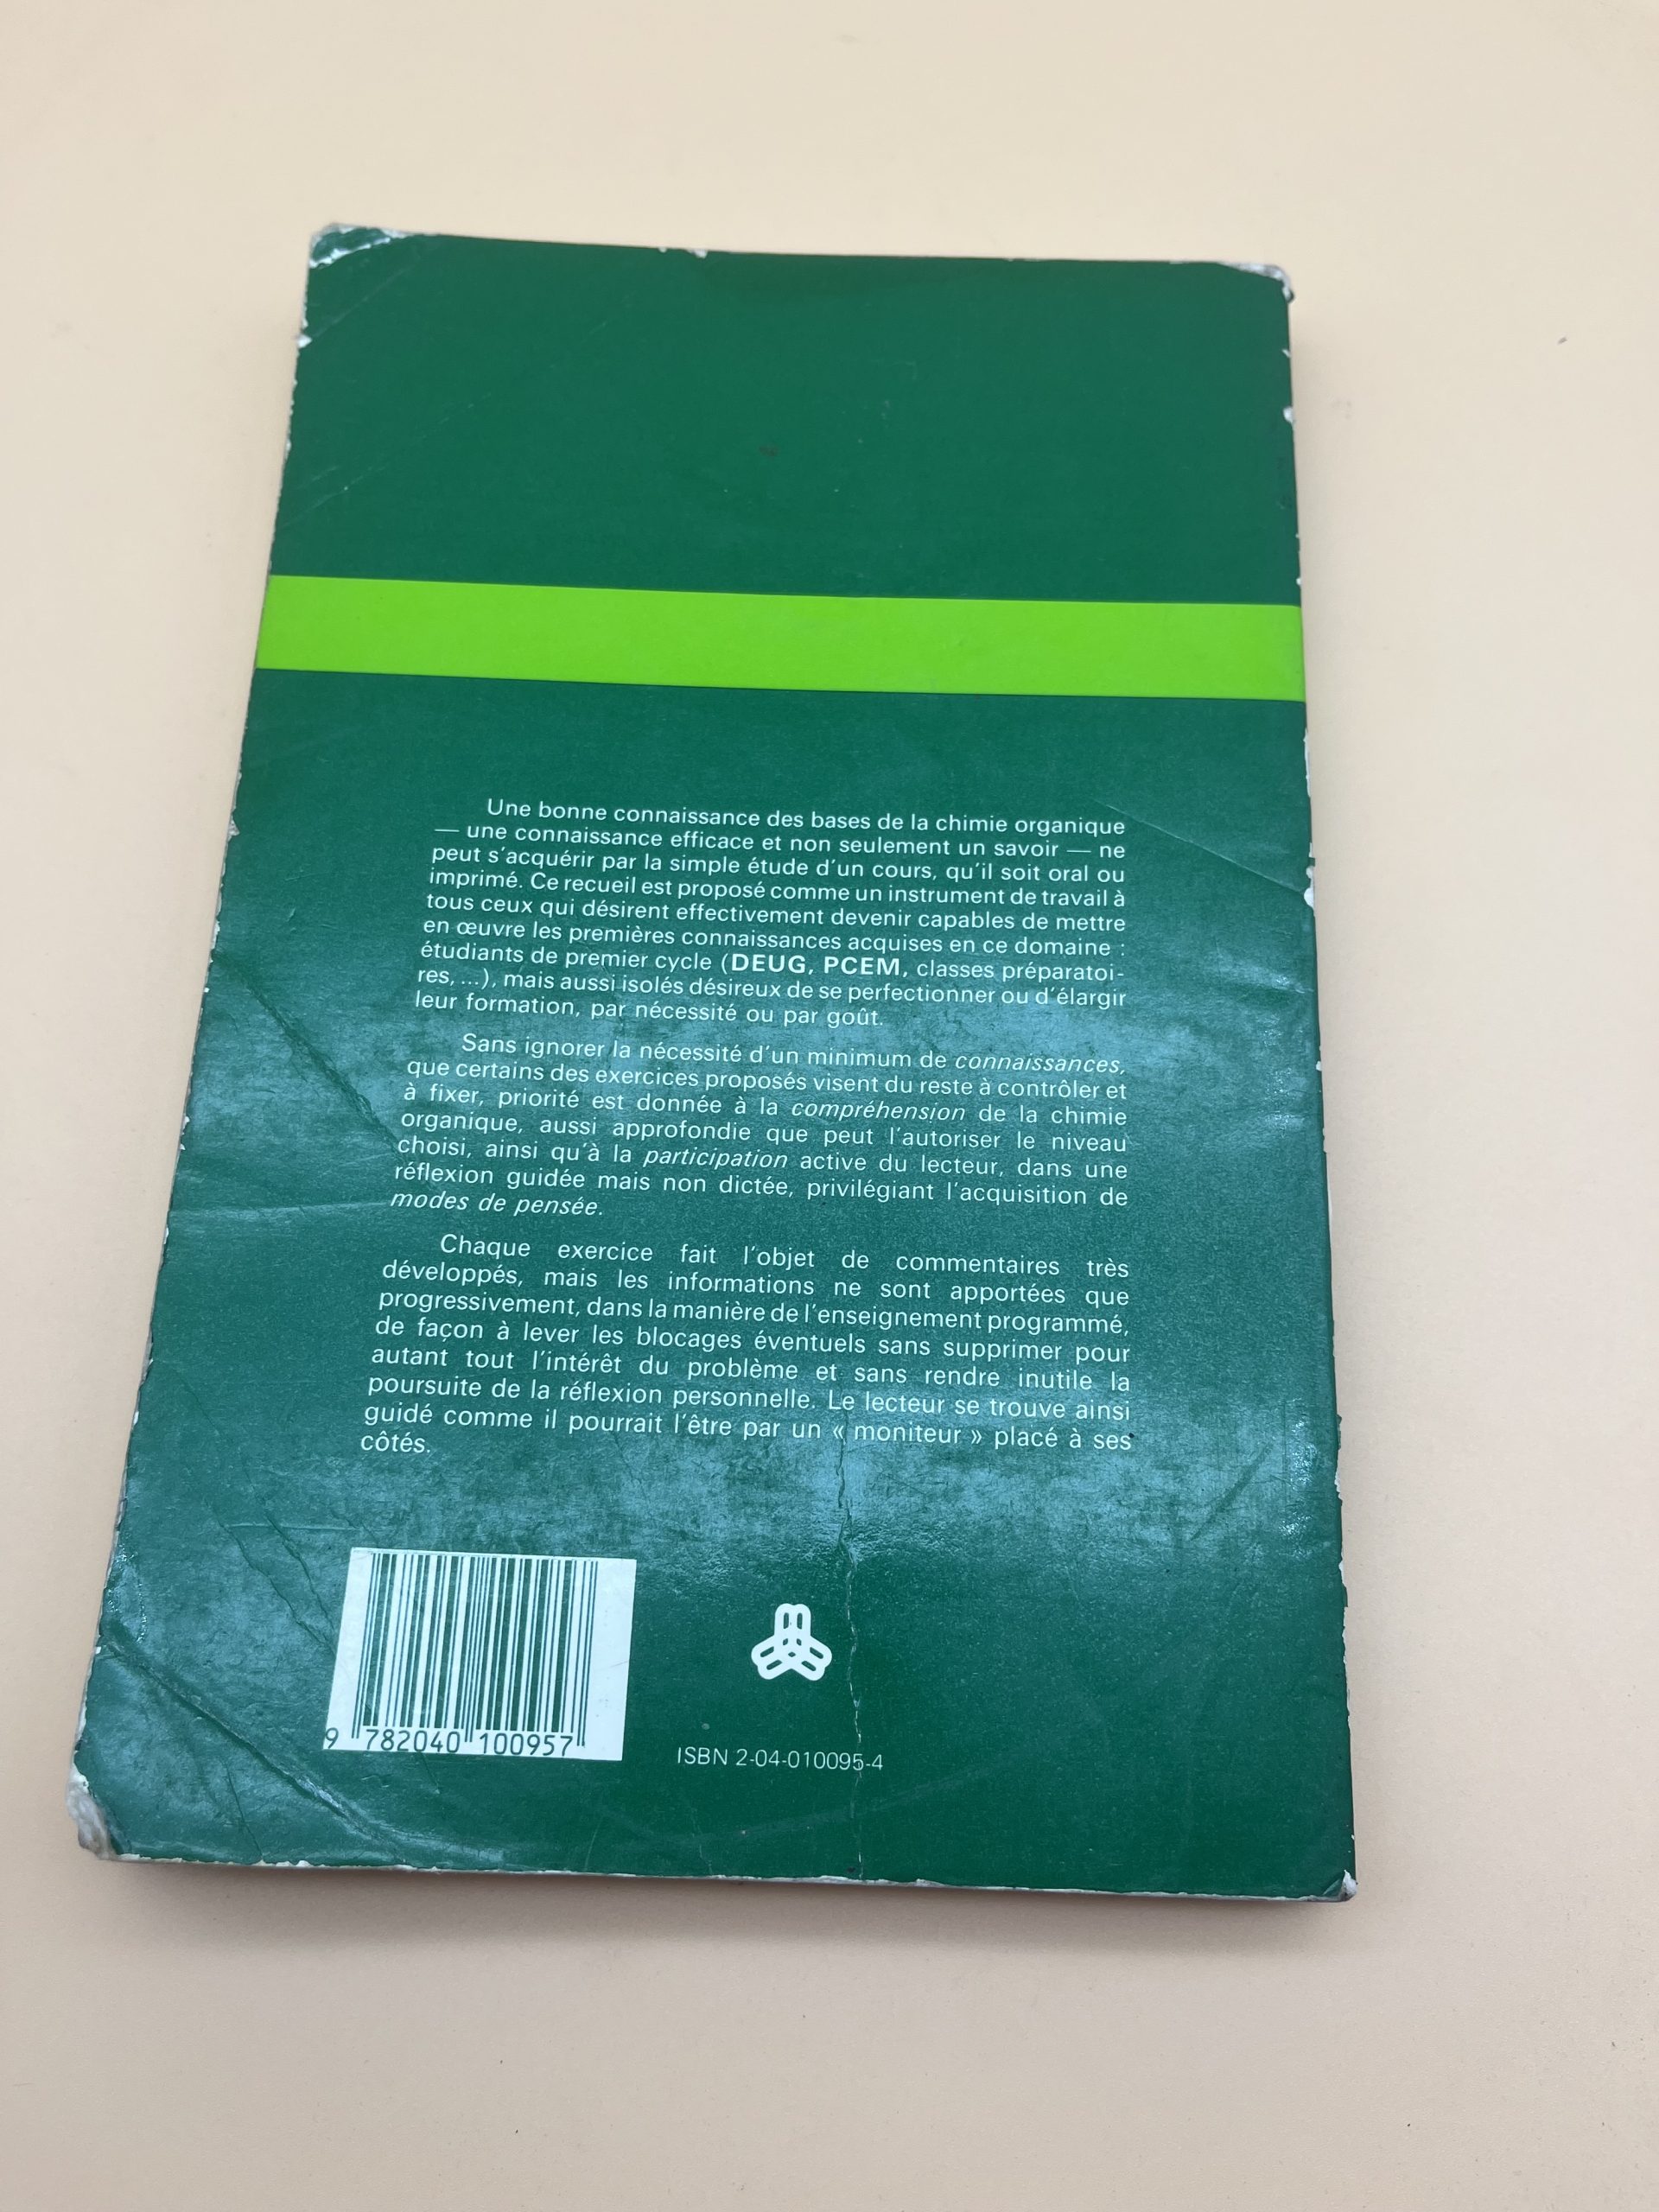 Une bonne connaissance des bases de la chimie organique
— une connaissance efficace et non seulement un savoir — ne
peut s'acquérir par la simple étude d'un cours, qu'il soit oral ou
imprimé. Ce recueil est proposé comme un instrument de travail à
tous ceux qui désirent effectivement devenir capables de mettre
en œuvre les premières connaissances acquises en ce domaine :
étudiants de premier cycle (DEUG, PCEM, classes préparatoi-
res, ...), mais aussi isolés désireux de se perfectionner ou d'élargir
leur formation, par nécessité ou par goût.
Sans ignorer la nécessité d'un minimum de connaissances,
que certains des exercices proposés visent du reste à contrôler et
à fixer, priorité est donnée à la compréhension de la chimie
organique, aussi approfondie que peut l'autoriser le niveau
choisi, ainsi qu'à la participation active du lecteur, dans une
réflexion guidée mais non dictée, privilégiant l'acquisition de
modes de pensée.
Chaque exercice fait l'objet de commentaires très
développés, mais les informations ne sont apportées que
progressivement, dans la manière de l'enseignement programmé,
de façon à lever les blocages éventuels sans supprimer pour
autant tout l'intérêt du problème et sans rendre inutile la
poursuite de la réflexion personnelle. Le lecteur se trouve ainsi
guidé comme il pourrait l'être par un « moniteur » placé à ses
côtés.
9 782040 100957
ISBN 2-04-010095-4